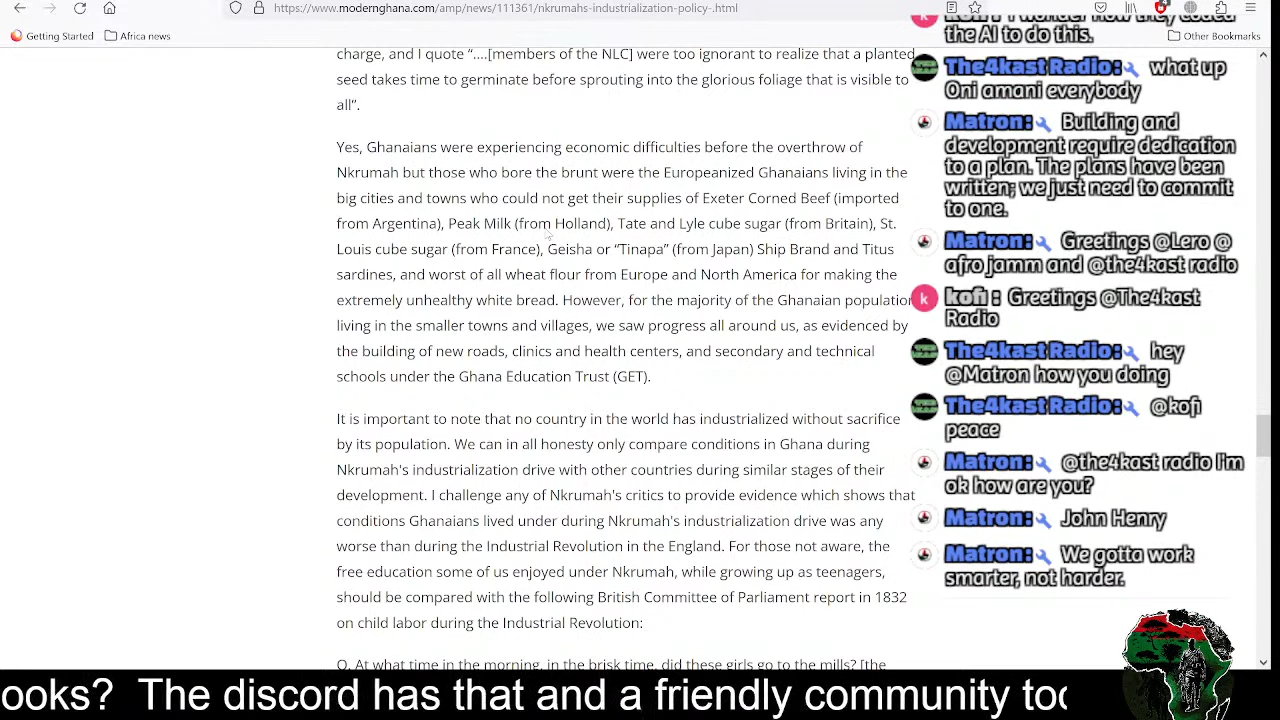 https://www.modernghana.com/amp/news/111361/nkrumahs-industrialization-policy-.html
Getting Started
Africa news
Other Bookmarks
charge, and I quote “....[members of the NLC] were too ignorant to realize that a planted
all”.
Yes, Ghanaians were experiencing economic difficulties before the overthrow of
Nkrumah but those who bore the brunt were the Europeanized Ghanaians living in the
big cities and towns who could not get their supplies of Exeter Corned Beef (imported
from Argentina), Peak Milk (from Holland), Tate and Lyle cube sugar (from Britain), St.
Louis cube sugar (from France), Geisha or “Tinapa” (from Japan) Ship Brand and Titus
sardines, and worst of all wheat flour from Europe and North America for making the
extremely unhealthy white bread. However, for the majority of the Ghanaian population
living in the smaller towns and villages, we saw progress all around us, as evidenced by
the building of new roads, clinics and health centers, and secondary and technical
schools under the Ghana Education Trust (GET).
It is important to note that no country in the world has industrialized without sacrifice
by its population. We can in all honesty only compare conditions in Ghana during
Nkrumah's industrialization drive with other countries during similar stages of their
development. I challenge any of Nkrumah's critics to provide evidence which shows that
conditions Ghanaians lived under during Nkrumah's industrialization drive was any
worse than during the Industrial Revolution in the England. For those not aware, the
free education some of us enjoyed under Nkrumah, while growing up as teenagers,
should be compared with the following British Committee of Parliament report in 1832
on child labor during the Industrial Revolution:
Q. At what time in the morning, in the brisk time, did these girls go to the mills? [the
seed needs time to germinate before sprouting into the glorious foliage that is visible to
kofi : I wonder how they coded
the AI to do this.
The4kast Radio: what up
Oni amani everybody
Matron: Building and
development require dedication
to a plan. The plans have been
written; we just need to commit
to one.
Matron: Greetings @Lero @
afro jamm and @the4kast radio
k
kofi : Greetings @The4kast
Radio
The4kast Radio: hey
@Matron how you doing
The4kast Radio: @kofi
peace
Matron: @the4kast radio I'm
ok how are you?
Matron: John Henry
Matron: We gotta work
smarter, not harder.
ooks? The discord has that and a friendly community too